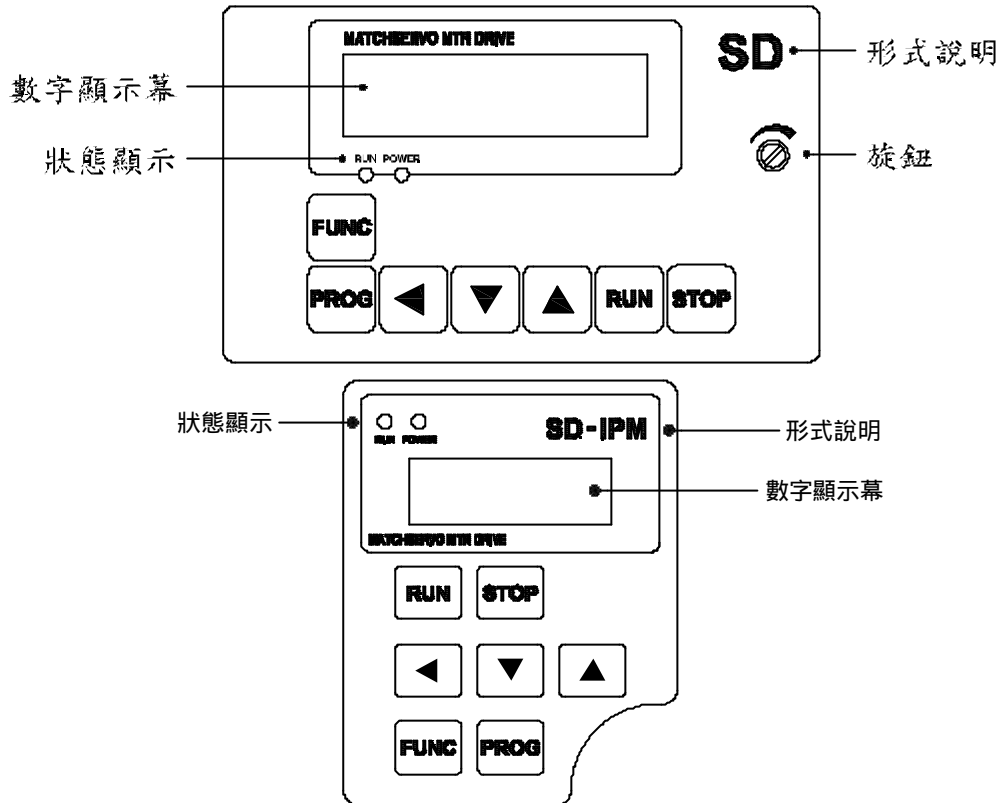 MATCHSERVO MTR DRIVE
SD
形式說明
數字顯示幕
狀態顯示
RUN POWER
旋鈕
FUNC
PROG
RUN
STOP
狀態顯示
RUN POWER
SD-IPM
形式說明
數字顯示幕
MATCHSERVO MTR DRIVE
RUN
STOP
FUNC
PROG